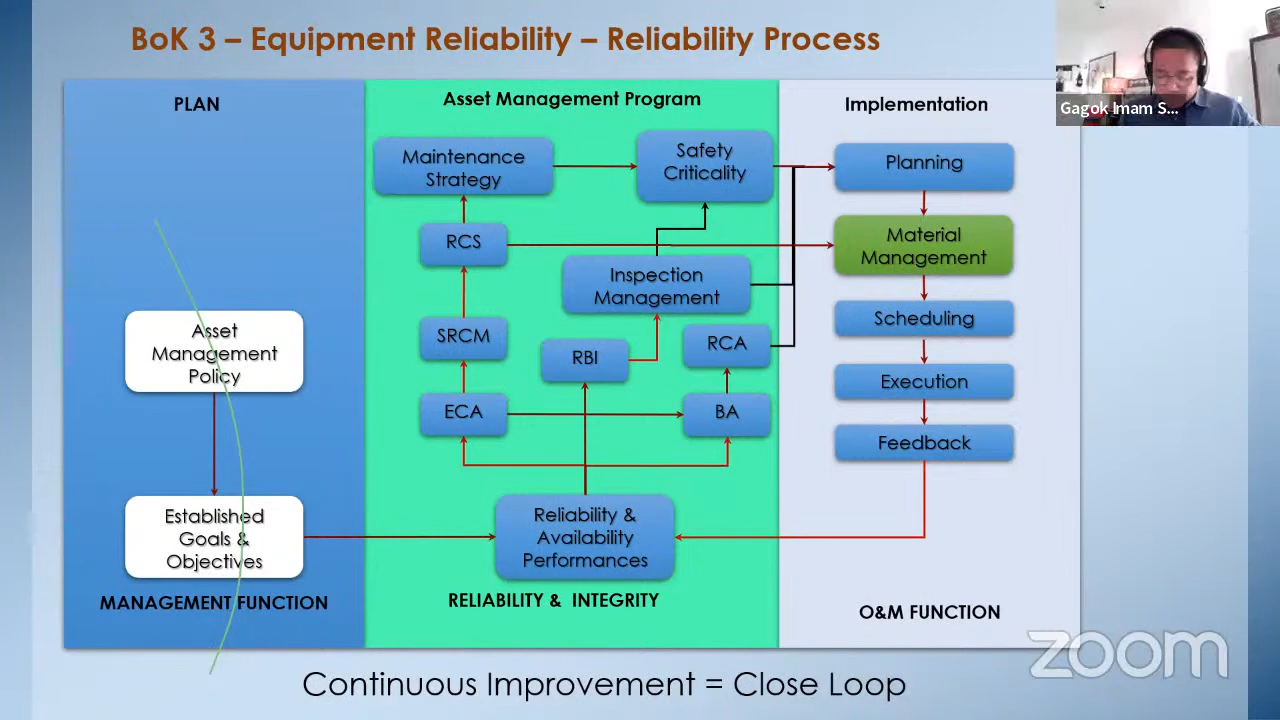 BoK 3 – Equipment Reliability – Reliability Process
Gagok Imam S...
PLAN
Asset Management Program
Implementation
Maintenance
Strategy
Safety
Criticality
Planning
RCS
Material
Management
Inspection
Management
Scheduling
Asset
Management
Policy
SRCM
RBI
RCA
Execution
ECA
BA
Feedback
Established
Goals &
Objectives
Reliability &
Availability
Performances
MANAGEMENT FUNCTION
RELIABILITY & INTEGRITY
O&M FUNCTION
zoom
Continuous Improvement = Close Loop